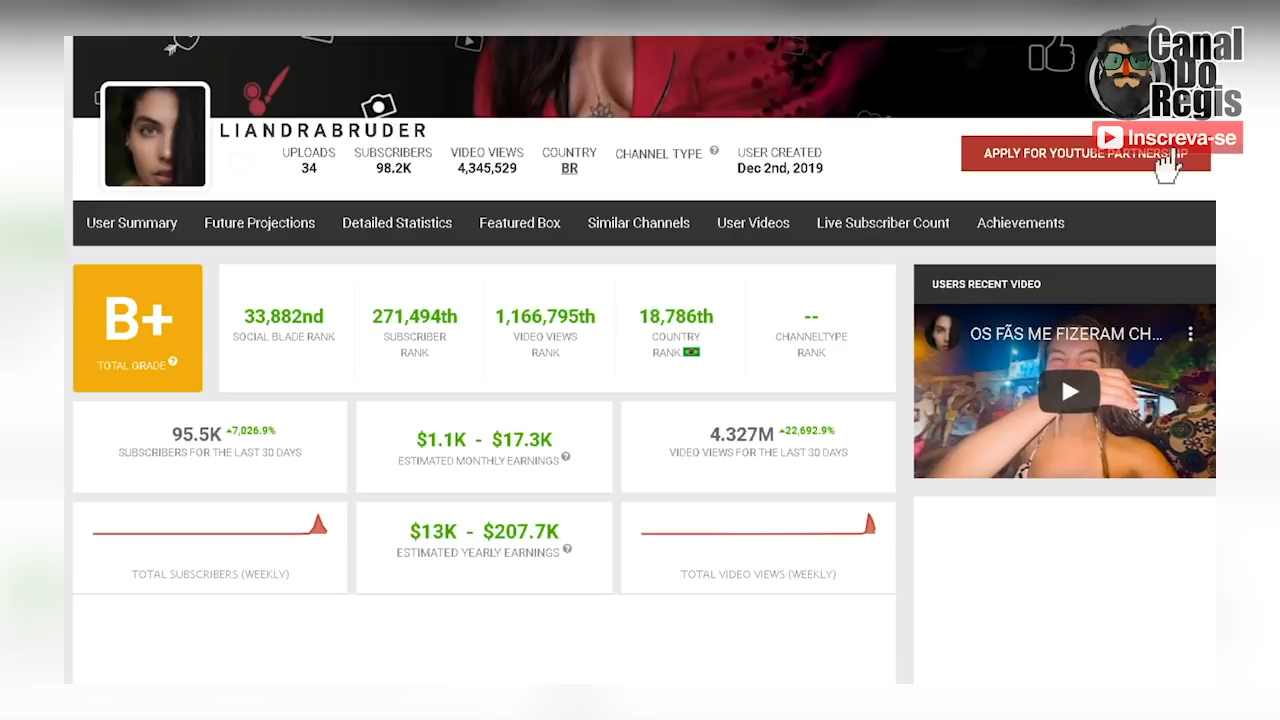 Canal
Do
Regis
Inscreva-se
LIANDRABRUDER
UPLOADS
34
SUBSCRIBERS
98.2K
VIDEO VIEWS
4,345,529
COUNTRY
BR
CHANNEL TYPE ?
USER CREATED
Dec 2nd, 2019
APPLY FOR YOUTUBE PARTNERSHIP
User Summary Future Projections Detailed Statistics Featured Box Similar Channels User Videos Live Subscriber Count Achievements
B+
TOTAL GRADE ?
33,882nd
SOCIAL BLADE RANK
271,494th
SUBSCRIBER
RANK
1,166,795th
VIDEO VIEWS
RANK
18,786th
COUNTRY
RANK
--
CHANNELTYPE
RANK
USERS RECENT VIDEO
OS FÃS ME FIZERAM CH...
95.5K 7,026.9%
SUBSCRIBERS FOR THE LAST 30 DAYS
$1.1K - $17.3K
ESTIMATED MONTHLY EARNINGS ?
4.327M 22,692.9%
VIDEO VIEWS FOR THE LAST 30 DAYS
TOTAL SUBSCRIBERS (WEEKLY)
$13K - $207.7K
ESTIMATED YEARLY EARNINGS ?
TOTAL VIDEO VIEWS (WEEKLY)